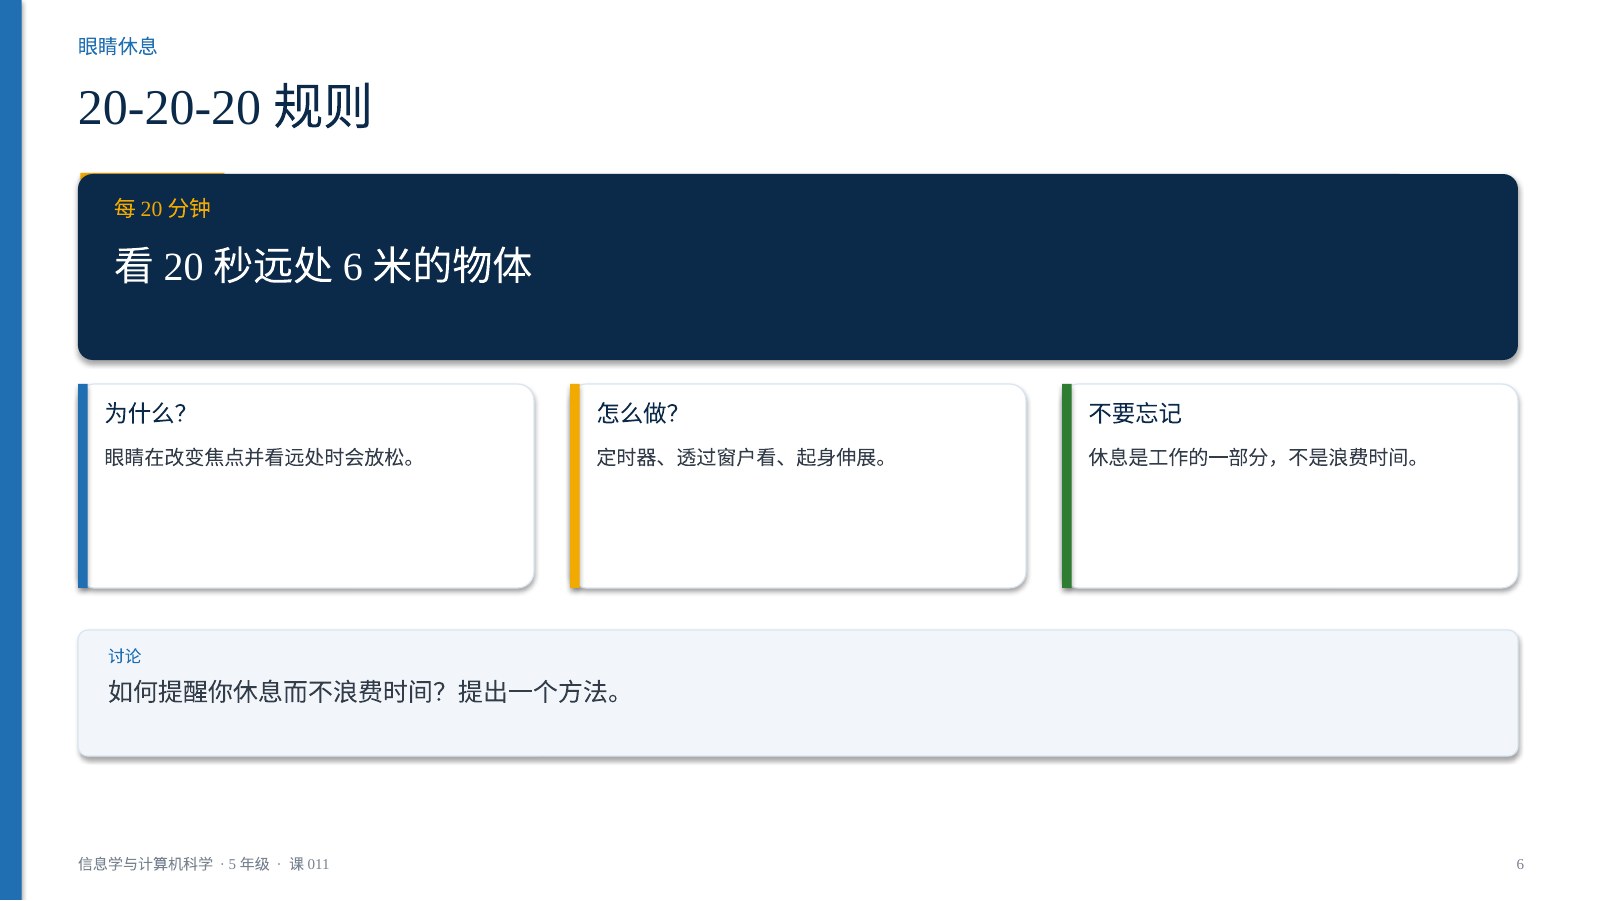 眼睛休息
20-20-20 规则
每 20 分钟
看 20 秒远处 6 米的物体
为什么？
眼睛在改变焦点并看远处时会放松。
怎么做？
定时器、透过窗户看、起身伸展。
不要忘记
休息是工作的一部分，不是浪费时间。
讨论
如何提醒你休息而不浪费时间？提出一个方法。
信息学与计算机科学 · 5 年级 · 课 011
6